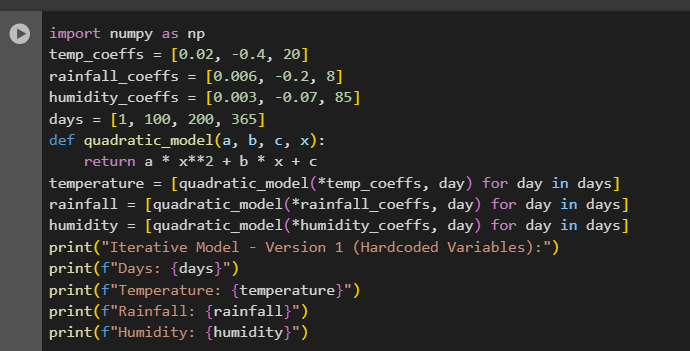 import numpy as np
temp_coeffs = [0.02, -0.4, 20]
rainfall_coeffs = [0.006, -0.2, 8]
humidity_coeffs = [0.003, -0.07, 85]
days = [1, 100, 200, 365]
def quadratic_model(a, b, c, x):
    return a * x**2 + b * x + c
temperature = [quadratic_model(*temp_coeffs, day) for day in days]
rainfall = [quadratic_model(*rainfall_coeffs, day) for day in days]
humidity = [quadratic_model(*humidity_coeffs, day) for day in days]
print("Iterative Model - Version 1 (Hardcoded Variables):")
print(f"Days: {days}")
print(f"Temperature: {temperature}")
print(f"Rainfall: {rainfall}")
print(f"Humidity: {humidity}")